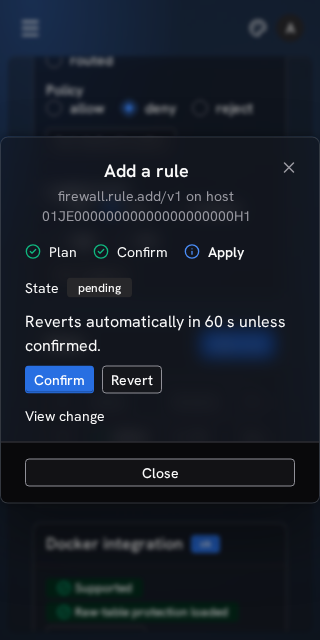 A
routed
Policy
allow deny reject
Add a rule
firewall.rule.add/v1 on host
01JE00000000000000000000H1
Plan Confirm Apply
State pending
Reverts automatically in 60 s unless
confirmed.
Confirm Revert
View change
Close
Docker integration
Supported
Raw-table protection loaded